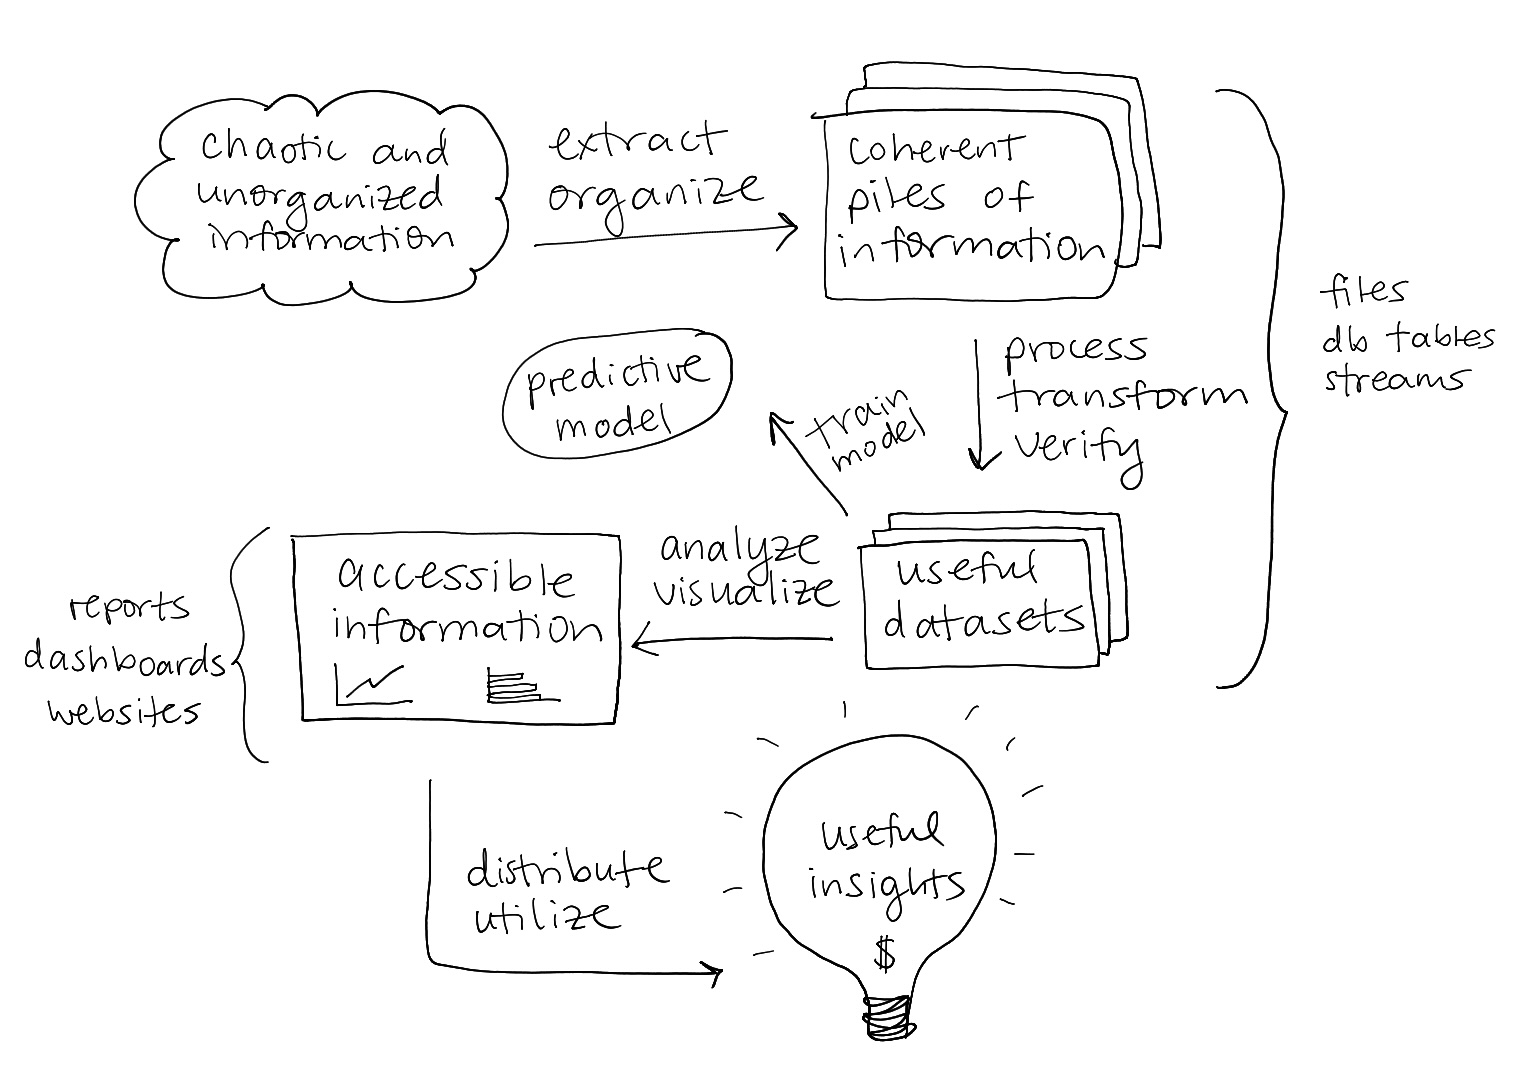 chaotic and
unorganized
information
extract
organize
coherent
piles of
information
files
db tables
streams
process
transform
verify
predictive
model
train
model
useful
datasets
analyze
visualize
accessible
information
reports
dashboards
websites
distribute
utilize
useful
insights
$